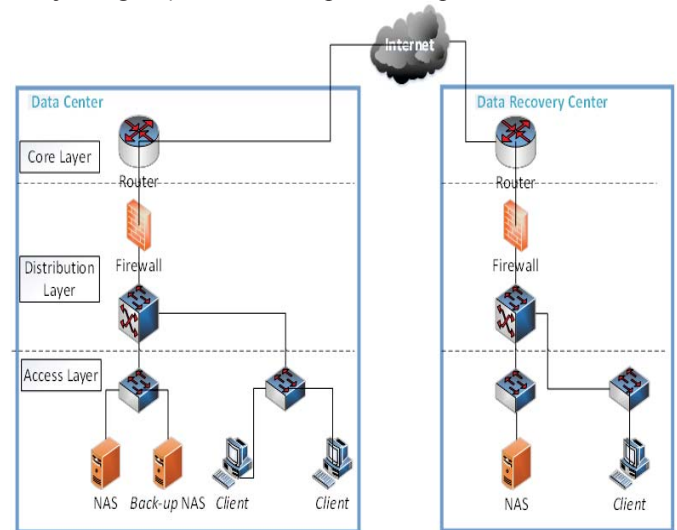 Internet
Data Center
Data Recovery Center
Core Layer
Router
Router
Distribution
Layer
Firewall
Firewall
Access Layer
NAS
Back-up NAS
Client
Client
NAS
Client